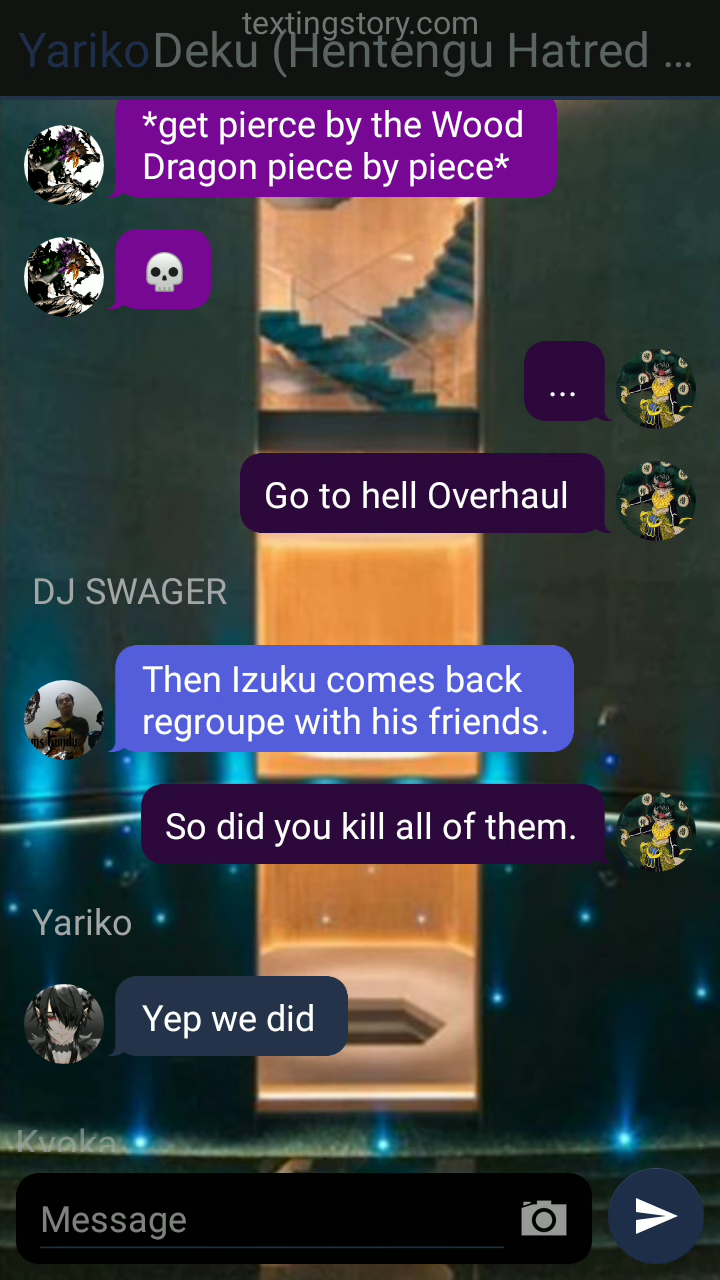 textingstory.com
YarikoDeku (Hentengu Hatred ...
*get pierce by the Wood
Dragon piece by piece*
💀
...
Go to hell Overhaul
DJ SWAGER
Then Izuku comes back
regroupe with his friends.
So did you kill all of them.
Yariko
Yep we did
Kyoka
Message